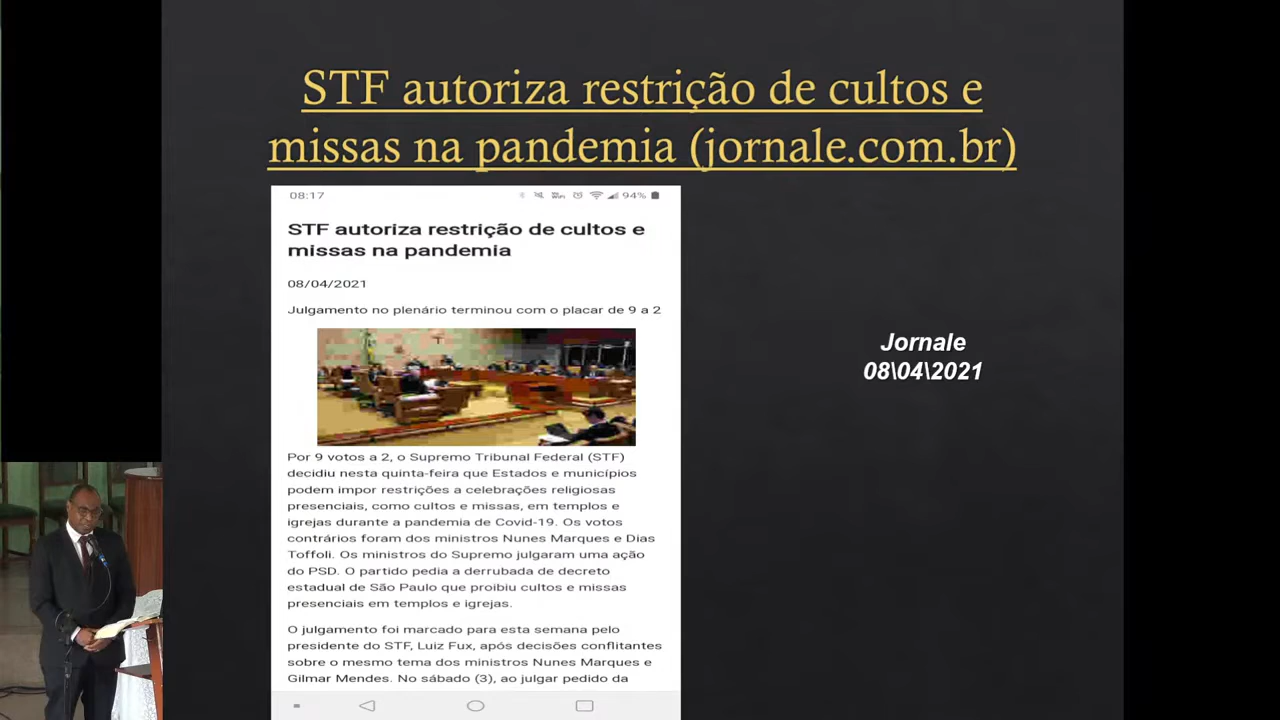 STF autoriza restrição de cultos e
missas na pandemia (jornale.com.br)
08:17
94%
STF autoriza restrição de cultos e
missas na pandemia
08/04/2021
Julgamento no plenário terminou com o placar de 9 a 2
Jornale
08\04\2021
Por 9 votos a 2, o Supremo Tribunal Federal (STF)
decidiu nesta quinta-feira que Estados e municípios
podem impor restrições a celebrações religiosas
presenciais, como cultos e missas, em templos e
igrejas durante a pandemia de Covid-19. Os votos
contrários foram dos ministros Nunes Marques e Dias
Toffoli. Os ministros do Supremo julgaram uma ação
do PSD. O partido pedia a derrubada de decreto
estadual de São Paulo que proibiu cultos e missas
presenciais em templos e igrejas.
O julgamento foi marcado para esta semana pelo
presidente do STF, Luiz Fux, após decisões conflitantes
sobre o mesmo tema dos ministros Nunes Marques e
Gilmar Mendes. No sábado (3), ao julgar pedido da